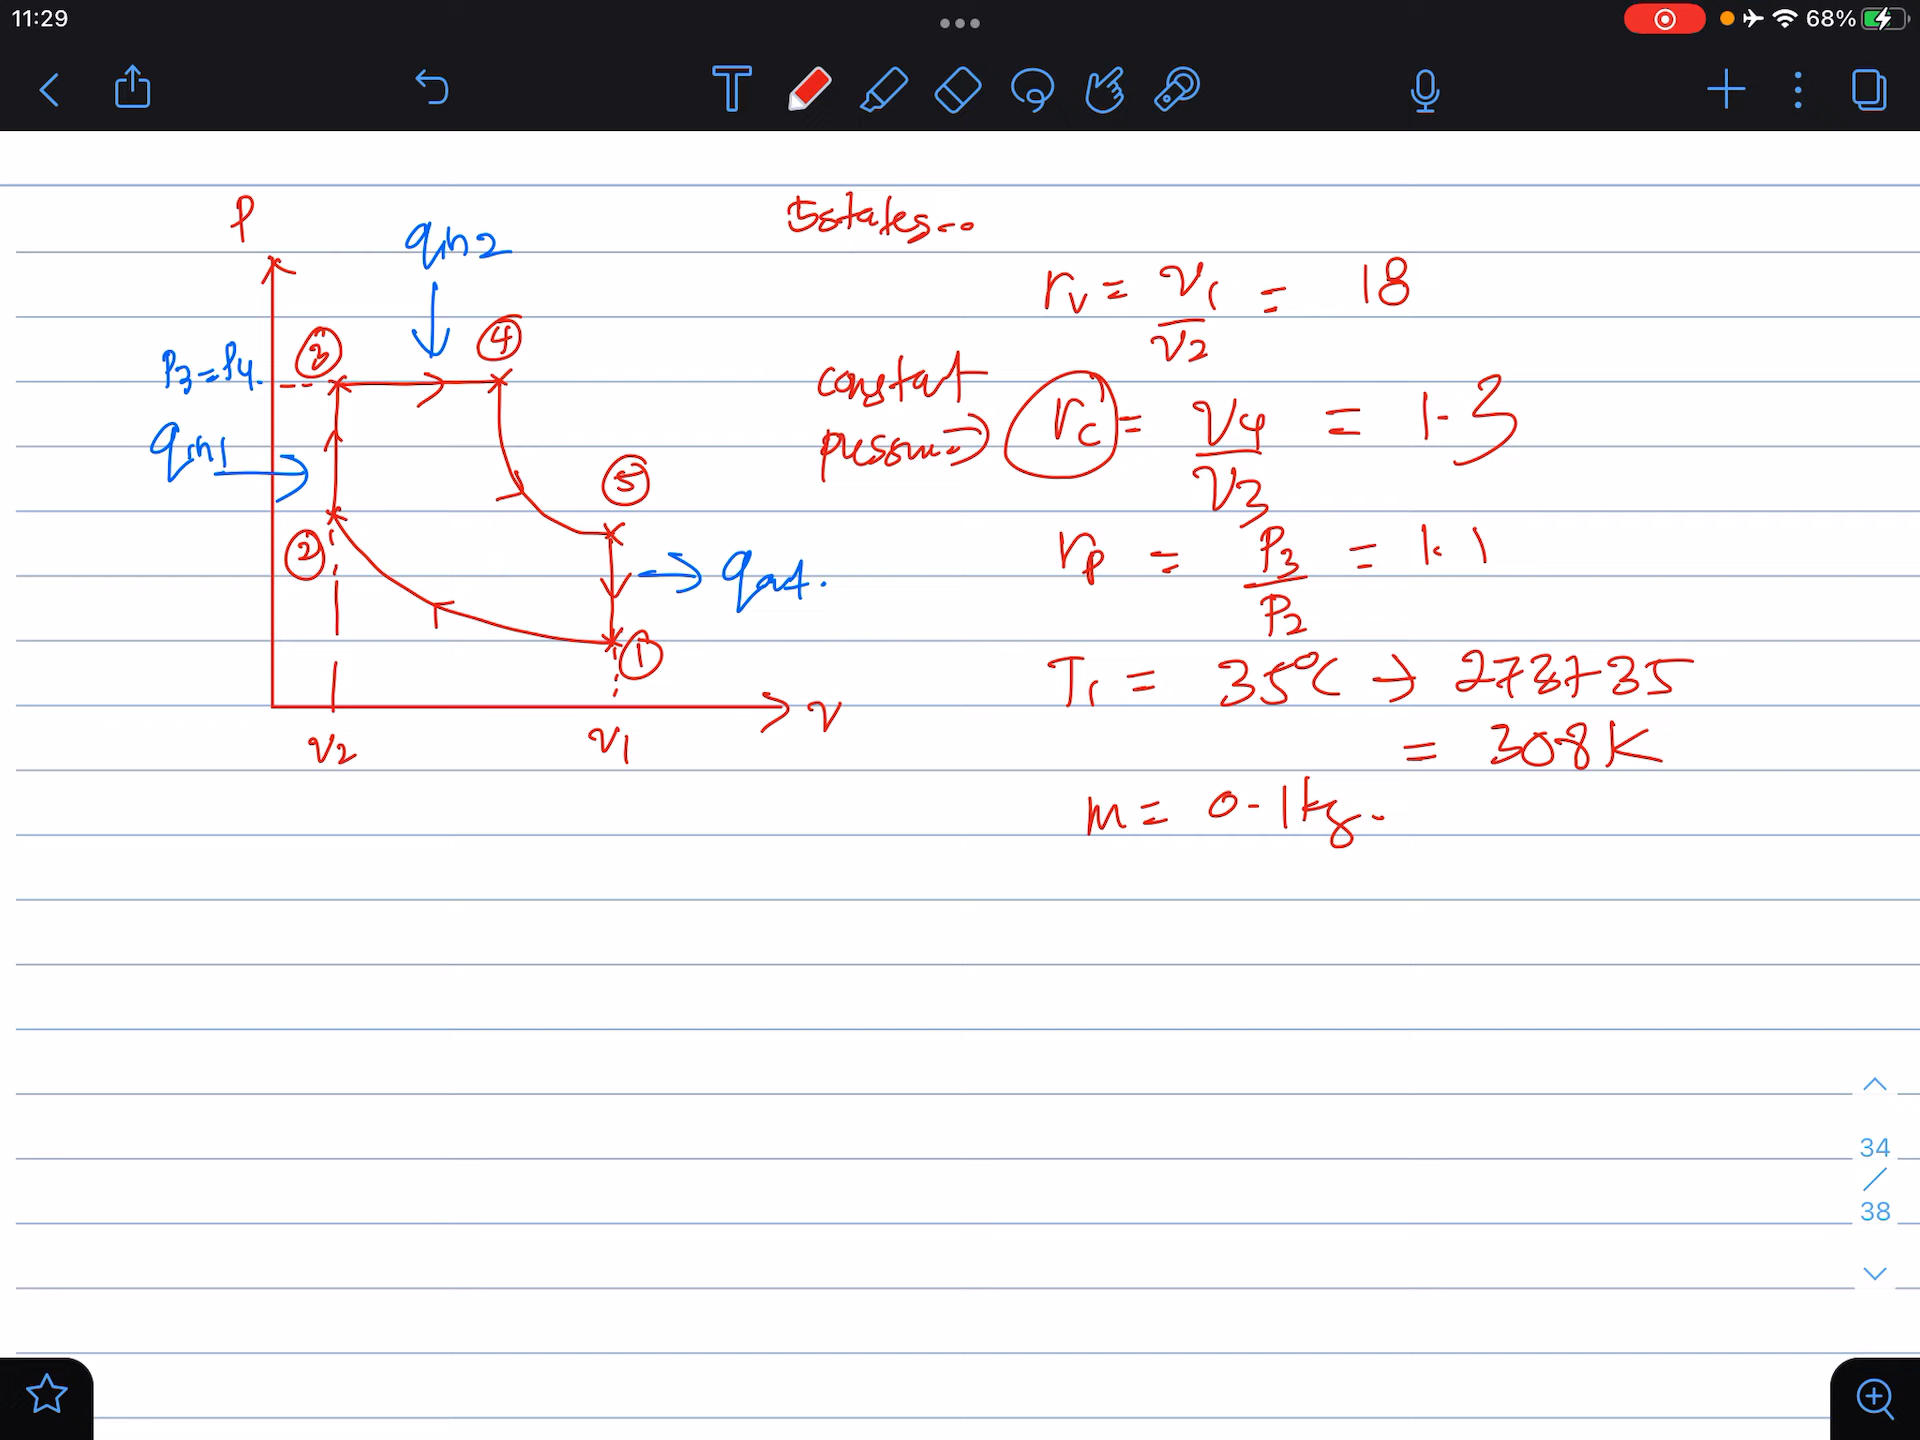 11:29
68%
T
P
5states..
qin2
rv = v1/v2 = 18
3
4
P3=P4.
constant
pressure => rc = v4/v3 = 1.3
qin1
5
2
rp = P3/P2 = 1.1
→ qout.
1
T1 = 35°C → 273+35
= 308K
v
v2
v1
m = 0.1kg.
34
/
38